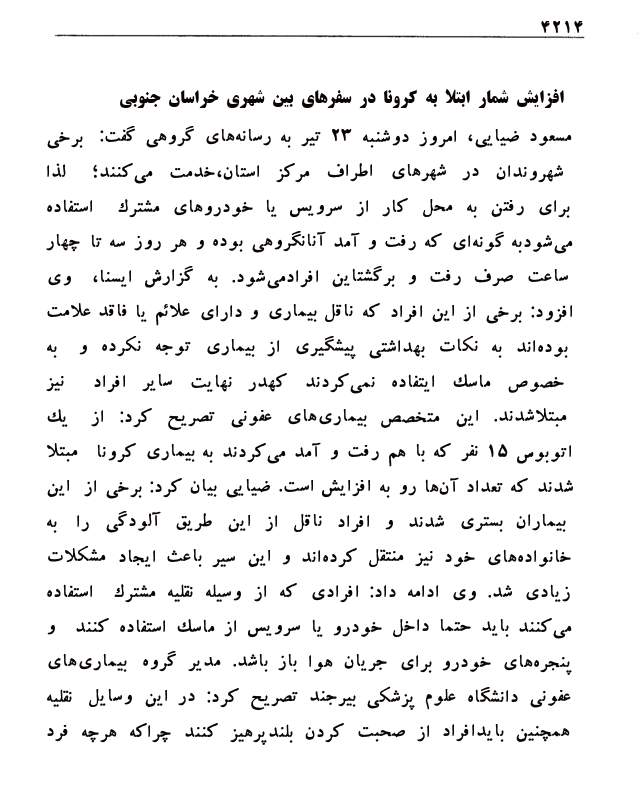 ۴۲۱۴
افزایش شمار ابتلا به کرونا در سفرهای بین شهری خراسان جنوبی
مسعود ضیایی، امروز دوشنبه ۲۳ تیر به رسانه‌های گروهی گفت: برخی
شهروندان در شهرهای اطراف مرکز استان،خدمت می‌کنند؛ لذا
برای رفتن به محل کار از سرویس یا خودروهای مشترك استفاده
می‌شودبه گونه‌ای که رفت و آمد آنانگروهی بوده و هر روز سه تا چهار
ساعت صرف رفت و برگشتاین افرادمی‌شود. به گزارش ایسنا، وی
افزود: برخی از این افراد که ناقل بیماری و دارای علائم یا فاقد علامت
بوده‌اند به نکات بهداشتی پیشگیری از بیماری توجه نکرده و به
خصوص ماسك ایتفاده نمی‌کردند کهدر نهایت سایر افراد نیز
مبتلاشدند. این متخصص بیماری‌های عفونی تصریح کرد: از یك
اتوبوس ۱۵ نفر که با هم رفت و آمد می‌کردند به بیماری کرونا مبتلا
شدند که تعداد آن‌ها رو به افزایش است. ضیایی بیان کرد: برخی از این
بیماران بستری شدند و افراد ناقل از این طریق آلودگی را به
خانواده‌های خود نیز منتقل کرده‌اند و این سیر باعث ایجاد مشکلات
زیادی شد. وی ادامه داد: افرادی که از وسیله نقلیه مشترك استفاده
می‌کنند باید حتما داخل خودرو یا سرویس از ماسك استفاده کنند و
پنجره‌های خودرو برای جریان هوا باز باشد. مدیر گروه بیماری‌های
عفونی دانشگاه علوم پزشکی بیرجند تصریح کرد: در این وسایل نقلیه
همچنین بایدافراد از صحبت کردن بلندپرهیز کنند چراکه هرچه فرد